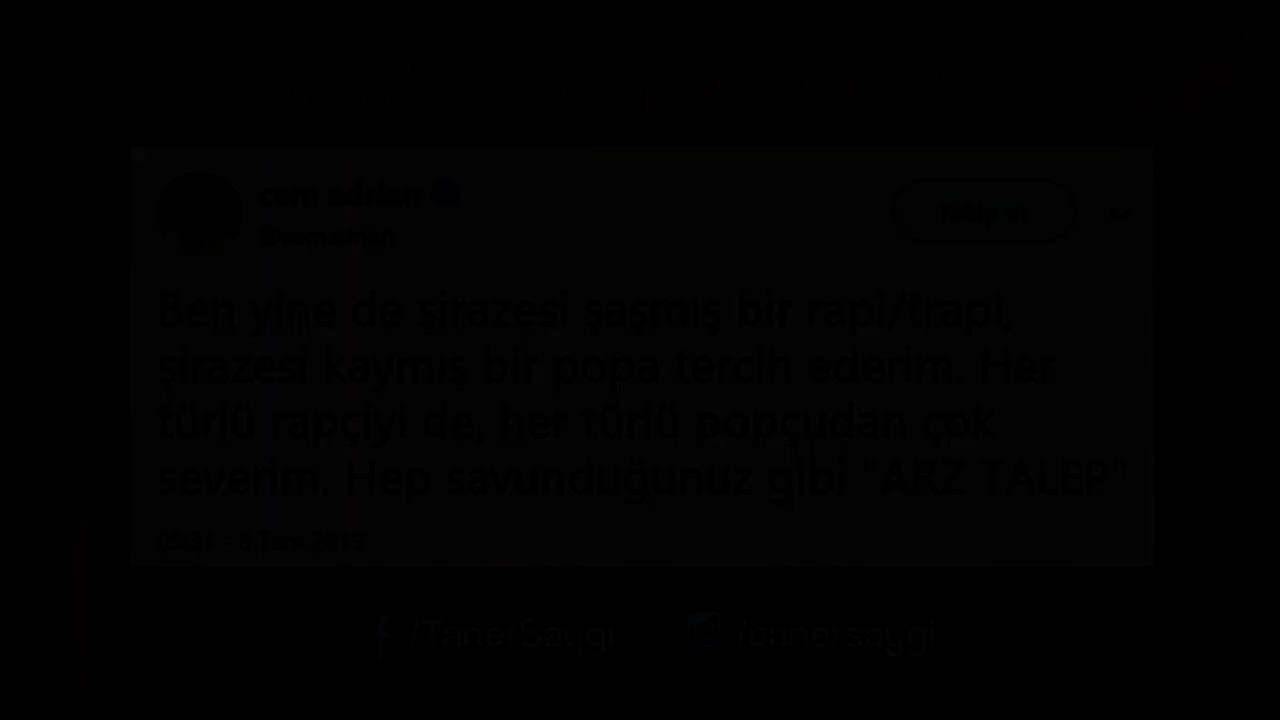 cem adrian
@cemadrian
Takip et
Ben yine de şirazesi şaşmış bir rapi/trapi,
şirazesi kaymış bir popa tercih ederim. Her
türlü rapçiyi de, her türlü popçudan çok
severim. Hep savunduğunuz gibi "ARZ TALEP"
05:31 - 8 Tem 2019
/TanerSaygi /tanersaygi